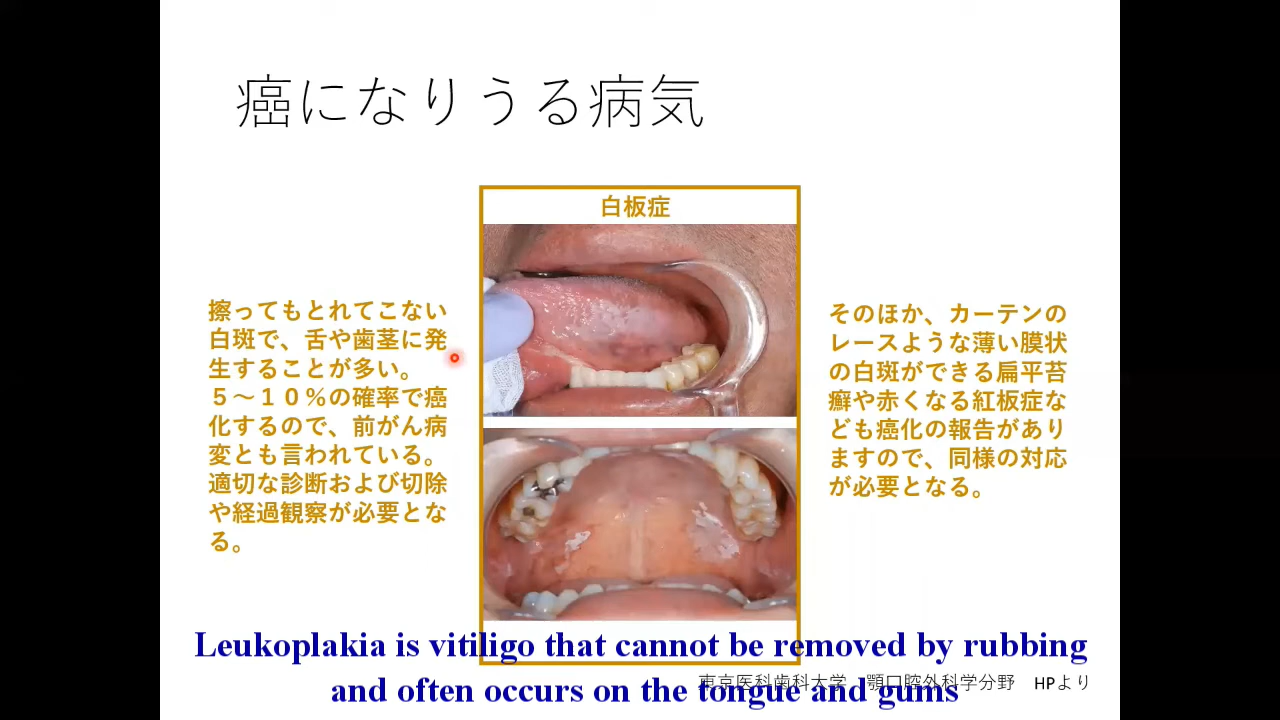 癌になりうる病気
白板症
擦ってもとれてこない
白斑で、舌や歯茎に発
生することが多い。
５～１０％の確率で癌
化するので、前がん病
変とも言われている。
適切な診断および切除
や経過観察が必要とな
る。
そのほか、カーテンの
レースような薄い膜状
の白斑ができる扁平苔
癬や赤くなる紅板症な
ども癌化の報告があり
ますので、同様の対応
が必要となる。
東京医科歯科大学　顎口腔外科学分野　HPより
Leukoplakia is vitiligo that cannot be removed by rubbing
and often occurs on the tongue and gums